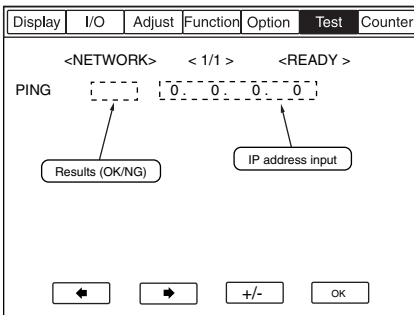 Display I/O Adjust Function Option Test Counter
<NETWORK> < 1/1 > <READY >
PING 0. 0. 0. 0
Results (OK/NG) IP address input
+/- OK